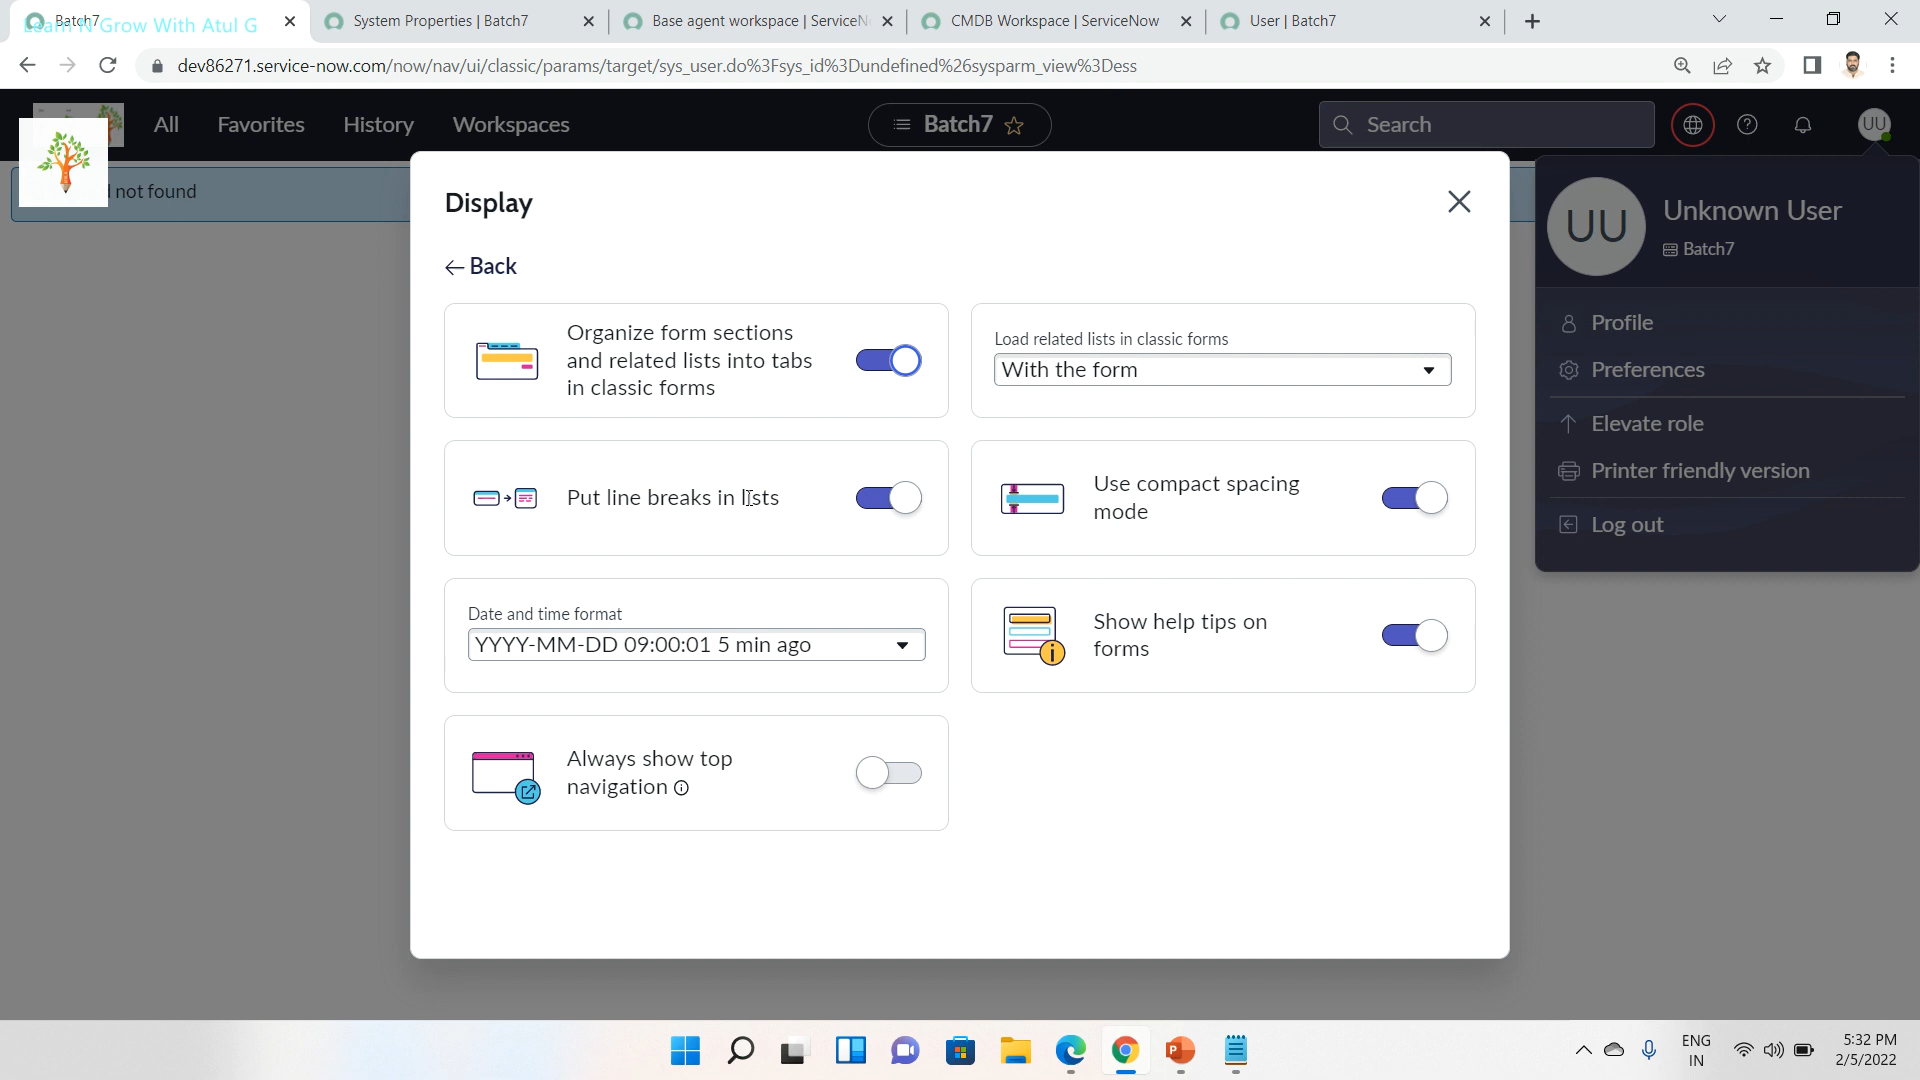 Batch7
Learn N Grow With Atul G
System Properties | Batch7
Base agent workspace | ServiceN
CMDB Workspace | ServiceNow
User | Batch7
dev86271.service-now.com/now/nav/ui/classic/params/target/sys_user.do%3Fsys_id%3Dundefined%26sysparm_view%3Dess
All
Favorites
History
Workspaces
Batch7
Search
UU
not found
Display
Back
Organize form sections
and related lists into tabs
in classic forms
Load related lists in classic forms
With the form
Put line breaks in lists
Use compact spacing
mode
Date and time format
YYYY-MM-DD 09:00:01 5 min ago
Show help tips on
forms
Always show top
navigation
UU
Unknown User
Batch7
Profile
Preferences
Elevate role
Printer friendly version
Log out
ENG
IN
5:32 PM
2/5/2022